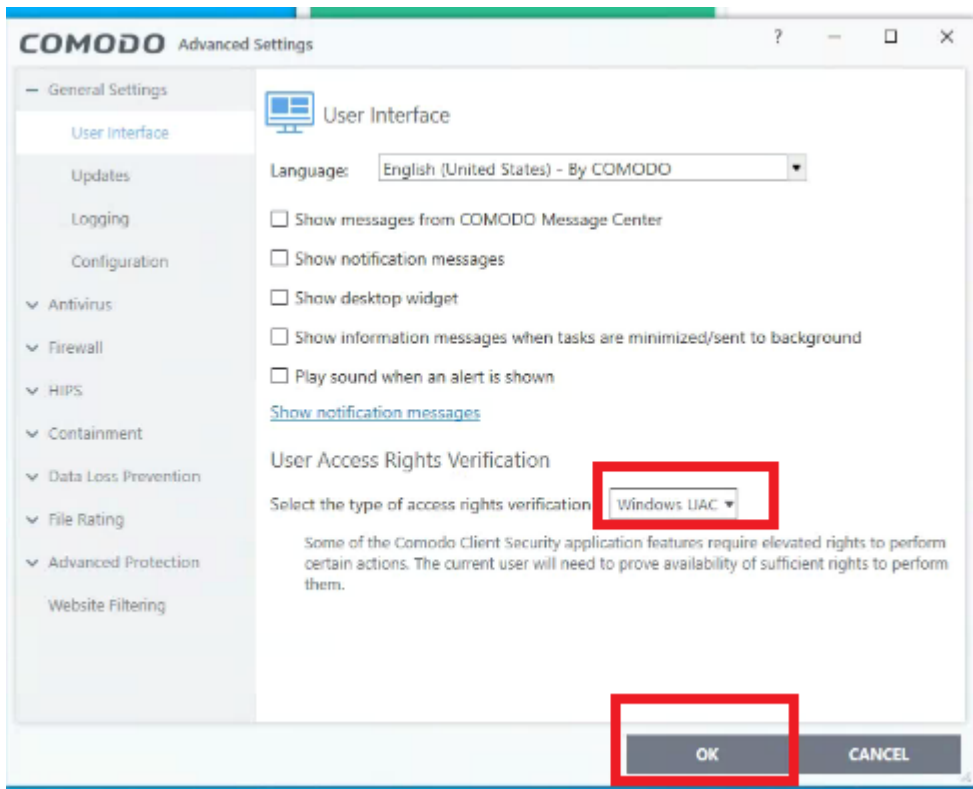 COMODO Advanced Settings
?
General Settings
User Interface
Updates
Logging
Configuration
Antivirus
Firewall
HIPS
Containment
Data Loss Prevention
File Rating
Advanced Protection
Website Filtering
User Interface
Language: English (United States) - By COMODO
Show messages from COMODO Message Center
Show notification messages
Show desktop widget
Show information messages when tasks are minimized/sent to background
Play sound when an alert is shown
Show notification messages
User Access Rights Verification
Select the type of access rights verification Windows UAC
Some of the Comodo Client Security application features require elevated rights to perform
certain actions. The current user will need to prove availability of sufficient rights to perform
them.
OK CANCEL